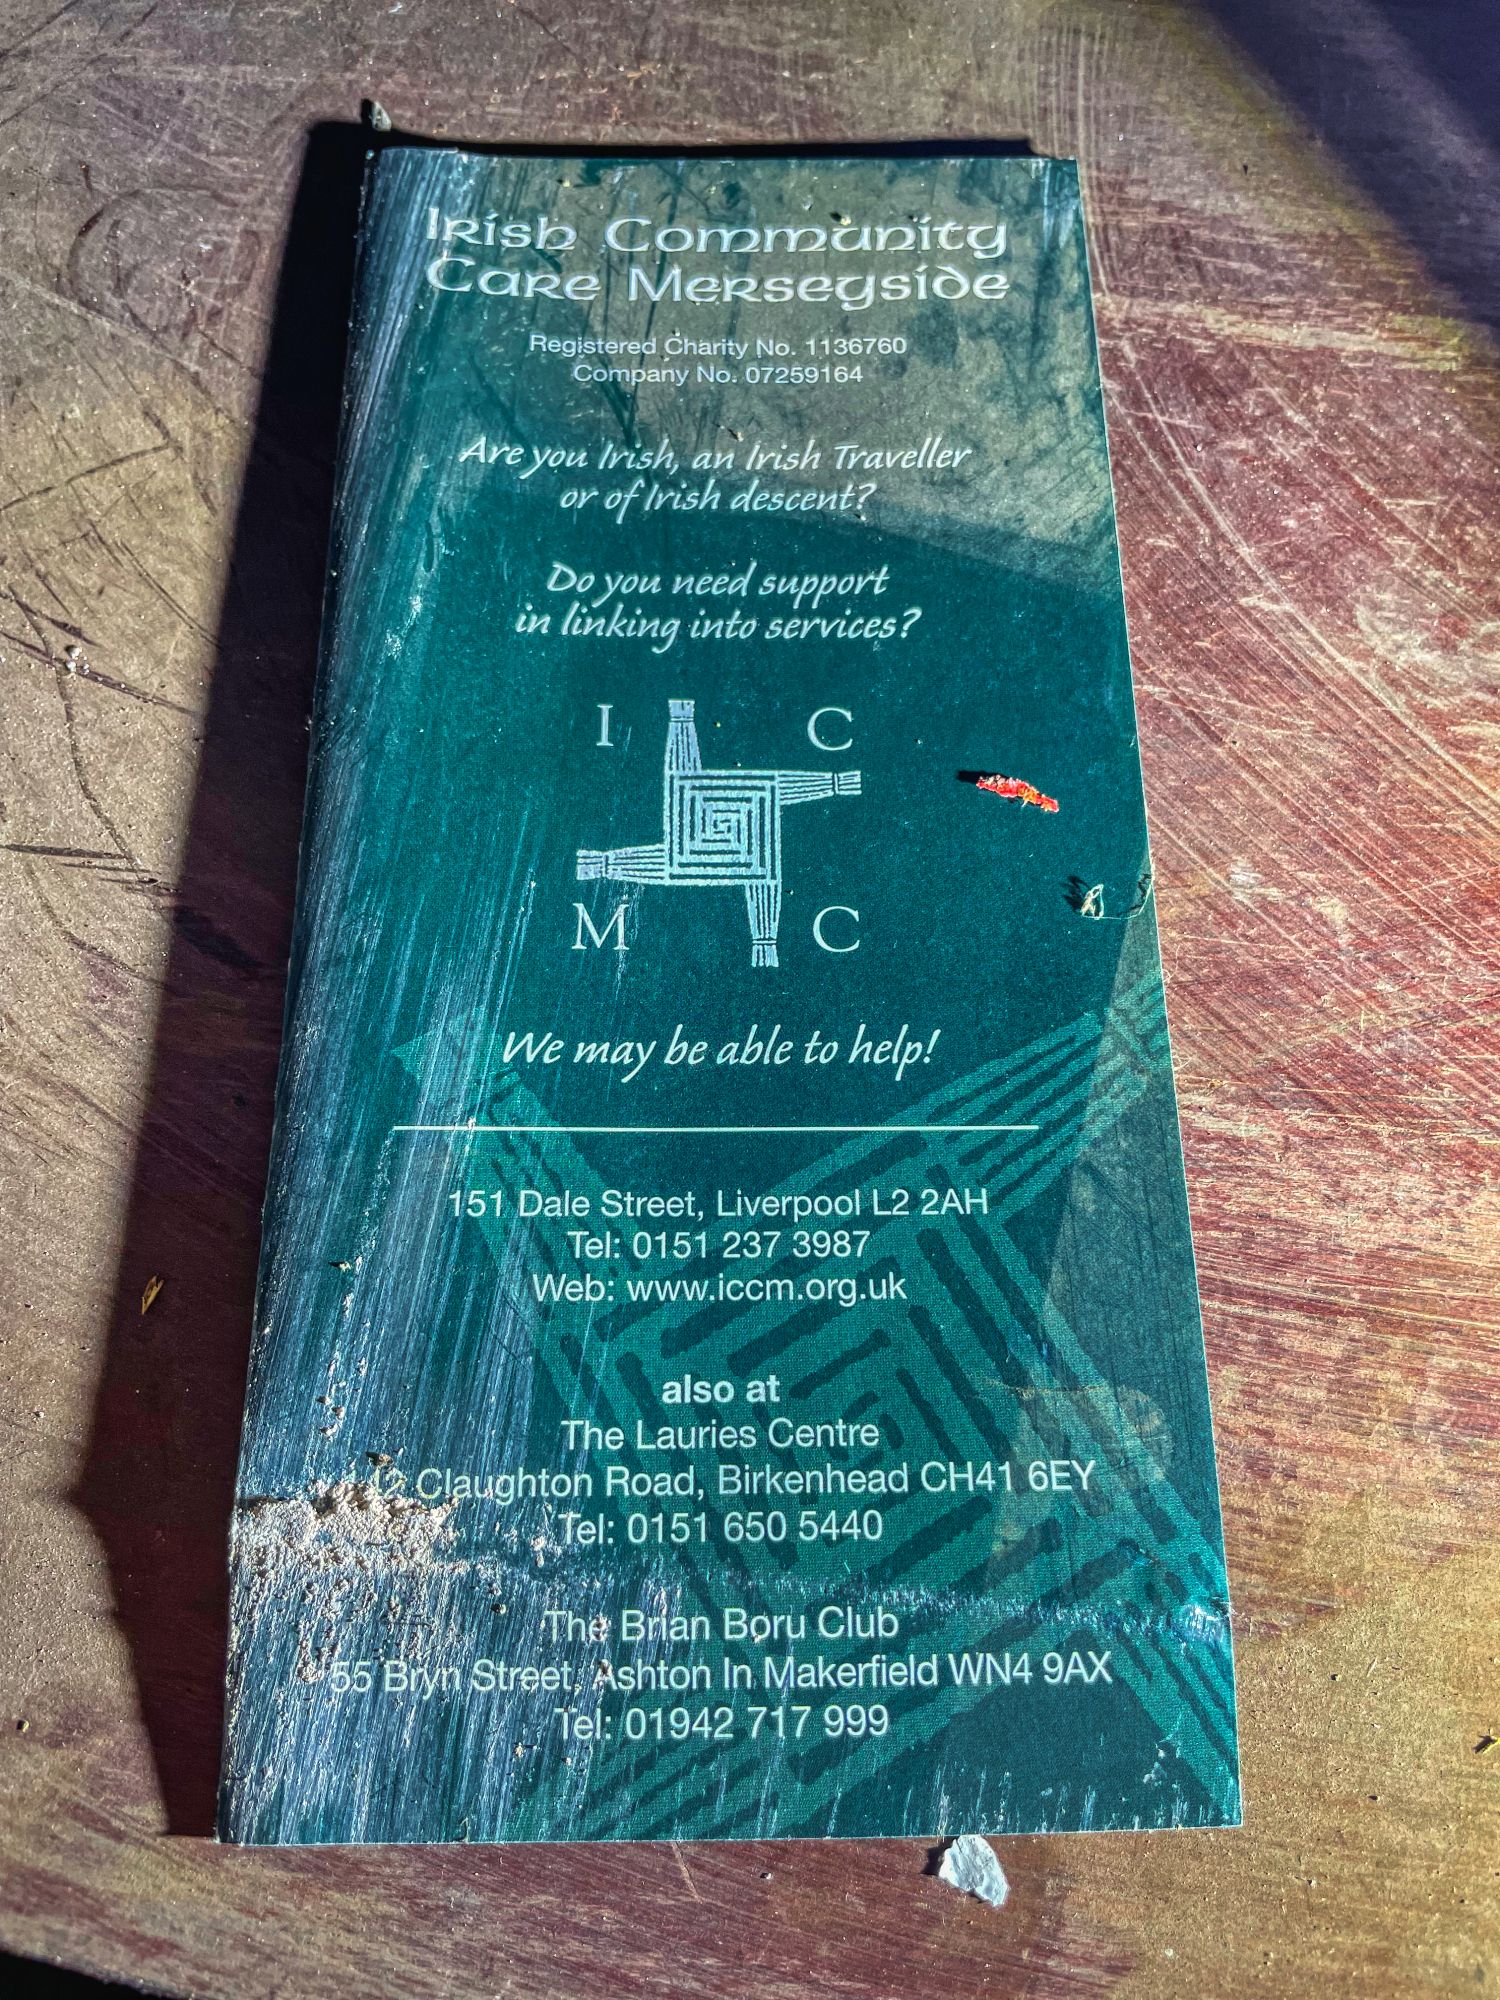 Irish Community
Care Merseyside
Registered Charity No. 1136760
Company No. 07259164
Are you Irish, an Irish Traveller
or of Irish descent?
Do you need support
in linking into services?
I C
M C
We may be able to help!
151 Dale Street, Liverpool L2 2AH
Tel: 0151 237 3987
Web: www.iccm.org.uk
also at
The Lauries Centre
Claughton Road, Birkenhead CH41 6EY
Tel: 0151 650 5440
The Brian Boru Club
55 Bryn Street, Ashton In Makerfield WN4 9AX
Tel: 01942 717 999